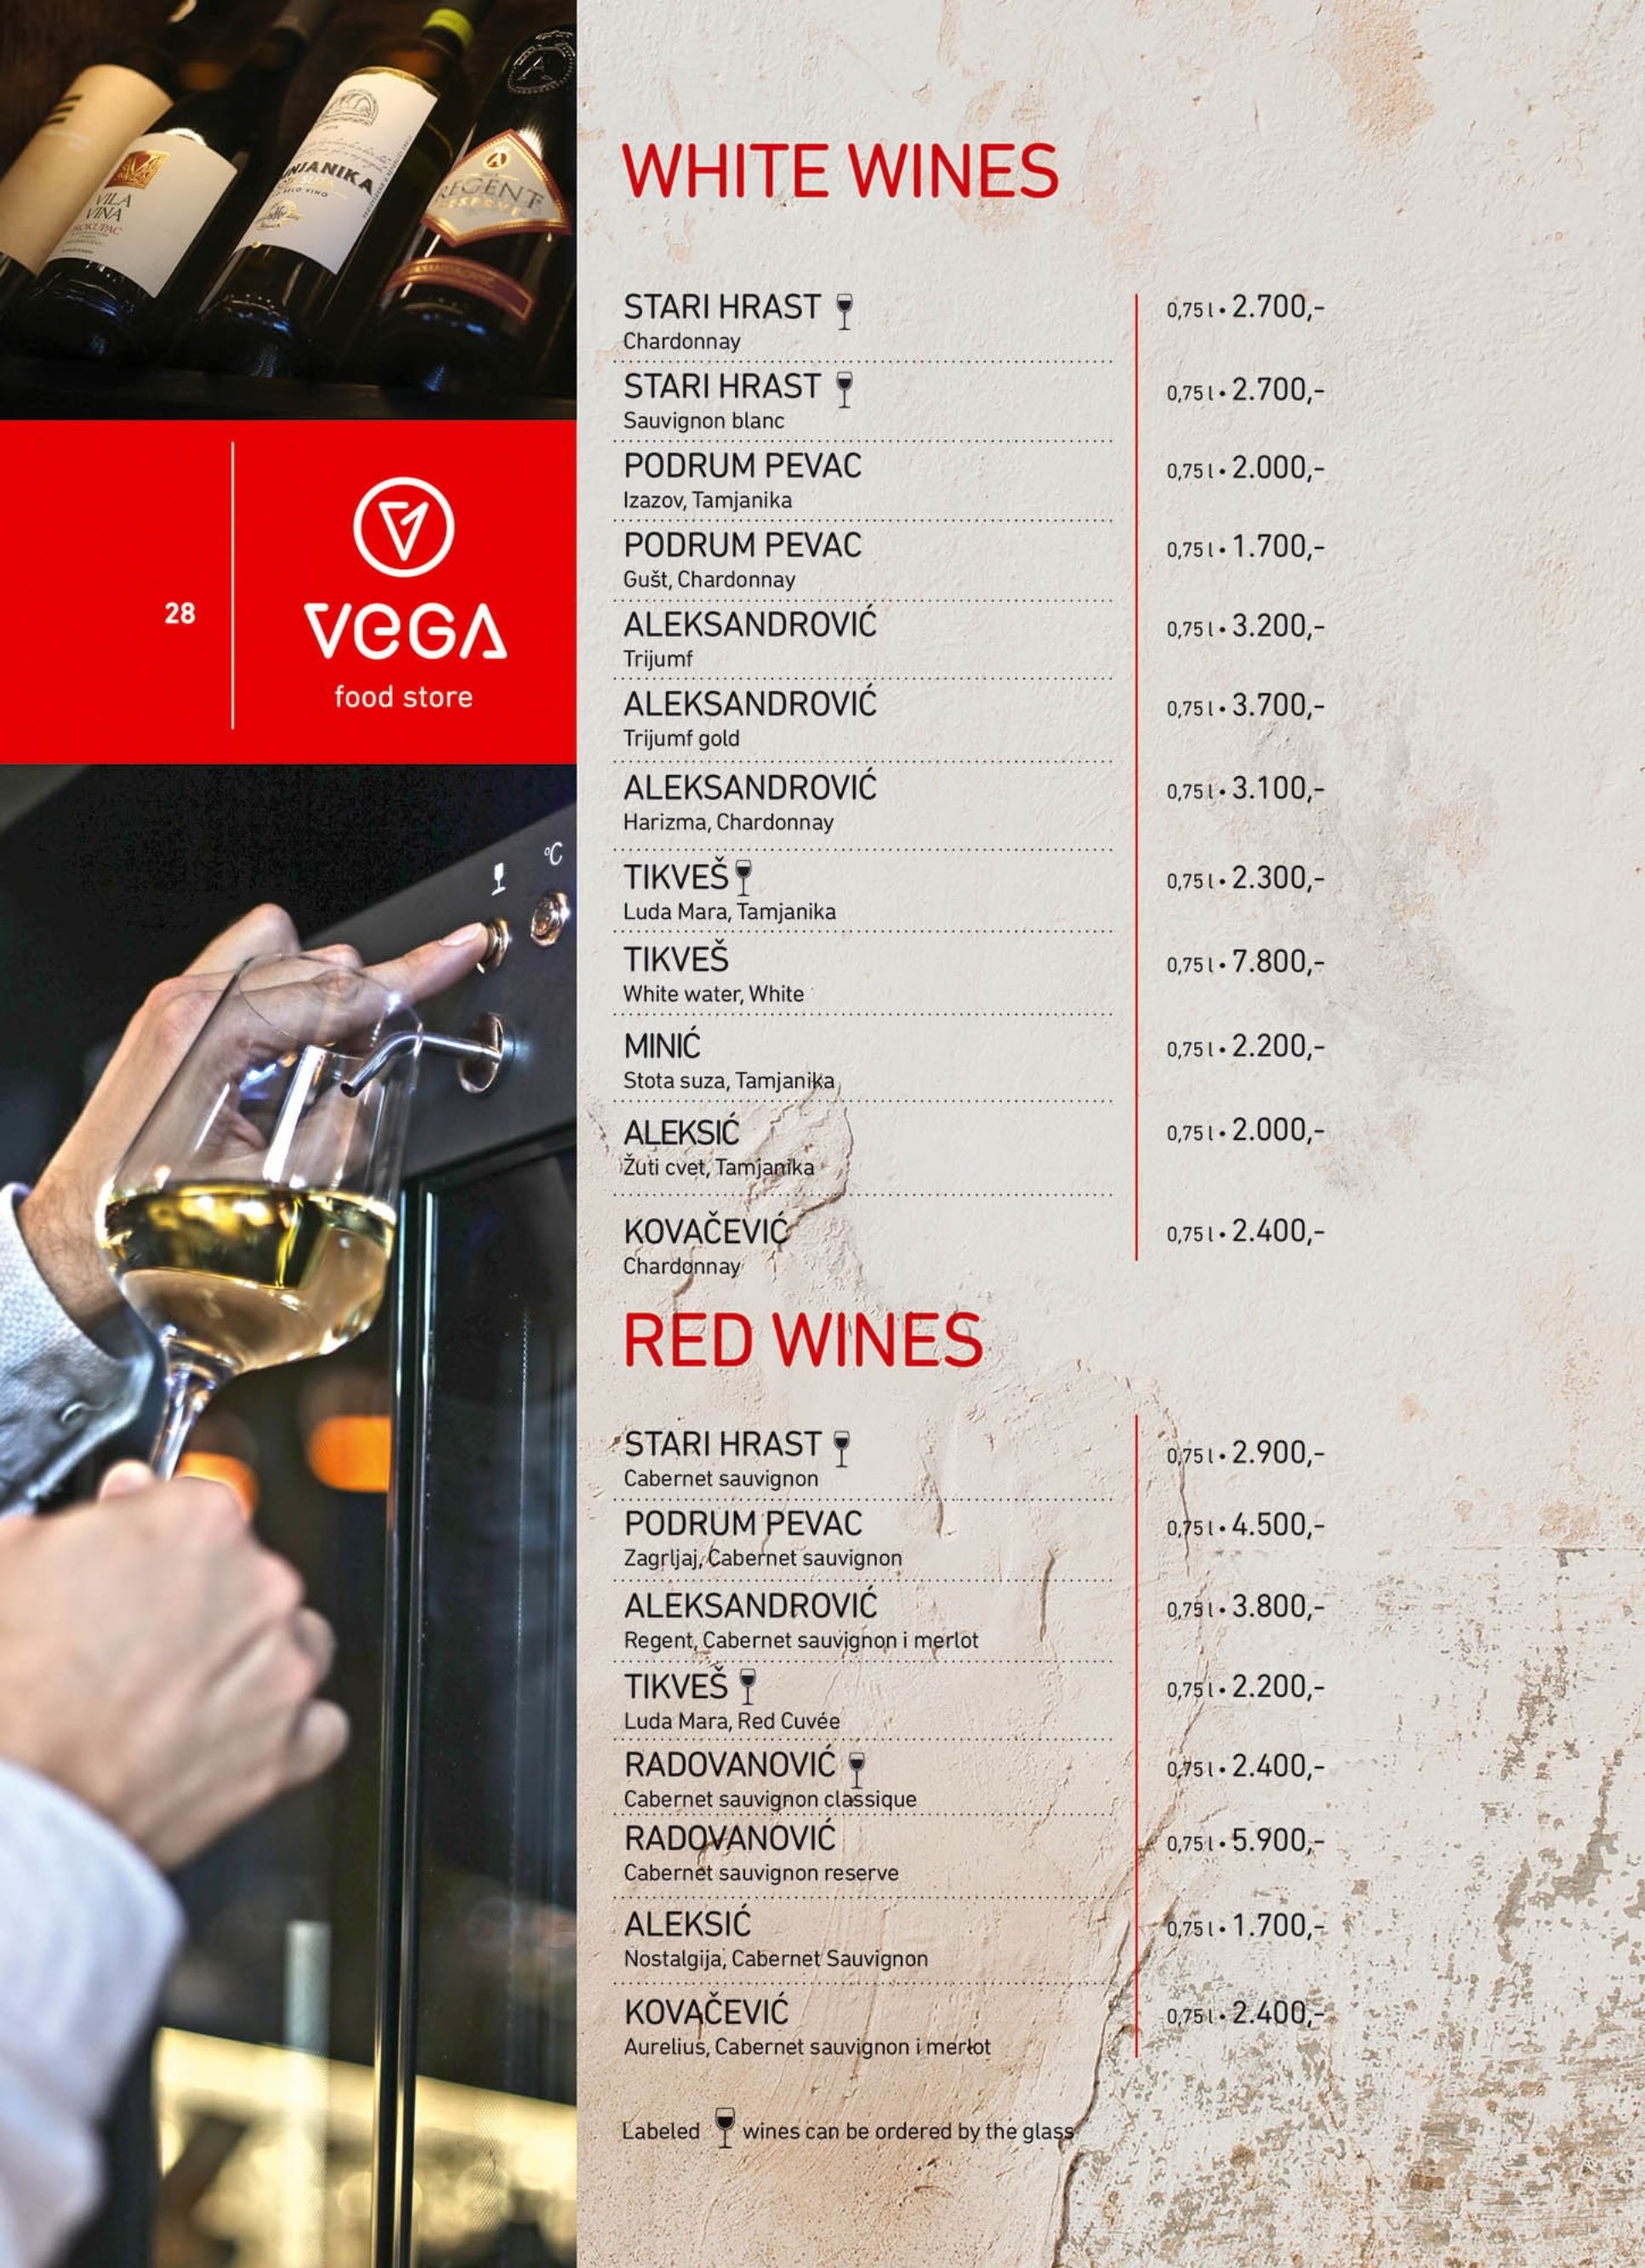 VILA
VINA
PROKUPAC
NJANIKA
BELO VINO
REGENT
RESERVE
28
VEGA
food store
°C
WHITE WINES
STARI HRAST 0,75 l • 2.700,-
Chardonnay
STARI HRAST 0,75 l • 2.700,-
Sauvignon blanc
PODRUM PEVAC 0,75 l • 2.000,-
Izazov, Tamjanika
PODRUM PEVAC 0,75 l • 1.700,-
Gušt, Chardonnay
ALEKSANDROVIĆ 0,75 l • 3.200,-
Trijumf
ALEKSANDROVIĆ 0,75 l • 3.700,-
Trijumf gold
ALEKSANDROVIĆ 0,75 l • 3.100,-
Harizma, Chardonnay
TIKVEŠ 0,75 l • 2.300,-
Luda Mara, Tamjanika
TIKVEŠ 0,75 l • 7.800,-
White water, White
MINIĆ 0,75 l • 2.200,-
Stota suza, Tamjanika
ALEKSIĆ 0,75 l • 2.000,-
Žuti cvet, Tamjanika
KOVAČEVIĆ 0,75 l • 2.400,-
Chardonnay
RED WINES
STARI HRAST 0,75 l • 2.900,-
Cabernet sauvignon
PODRUM PEVAC 0,75 l • 4.500,-
Zagrljaj, Cabernet sauvignon
ALEKSANDROVIĆ 0,75 l • 3.800,-
Regent, Cabernet sauvignon i merlot
TIKVEŠ 0,75 l • 2.200,-
Luda Mara, Red Cuvée
RADOVANOVIĆ 0,75 l • 2.400,-
Cabernet sauvignon classique
RADOVANOVIĆ 0,75 l • 5.900,-
Cabernet sauvignon reserve
ALEKSIĆ 0,75 l • 1.700,-
Nostalgija, Cabernet Sauvignon
KOVAČEVIĆ 0,75 l • 2.400,-
Aurelius, Cabernet sauvignon i merlot
Labeled wines can be ordered by the glass